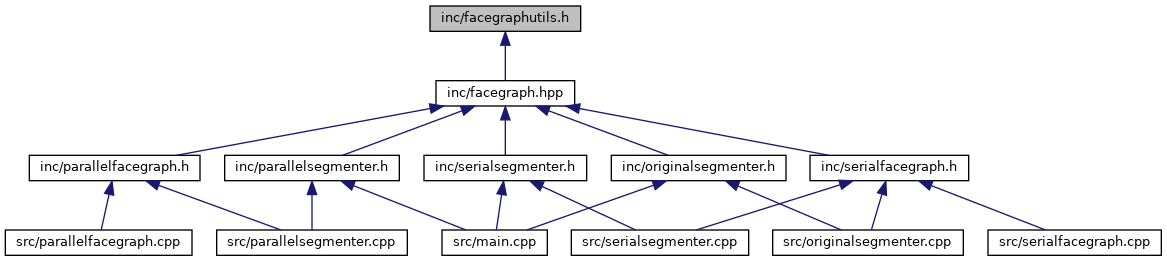 inc/facegraphutils.h
inc/facegraph.hpp
inc/parallelfacegraph.h
inc/parallelsegmenter.h
inc/serialsegmenter.h
inc/originalsegmenter.h
inc/serialfacegraph.h
src/parallelfacegraph.cpp
src/parallelsegmenter.cpp
src/main.cpp
src/serialsegmenter.cpp
src/originalsegmenter.cpp
src/serialfacegraph.cpp